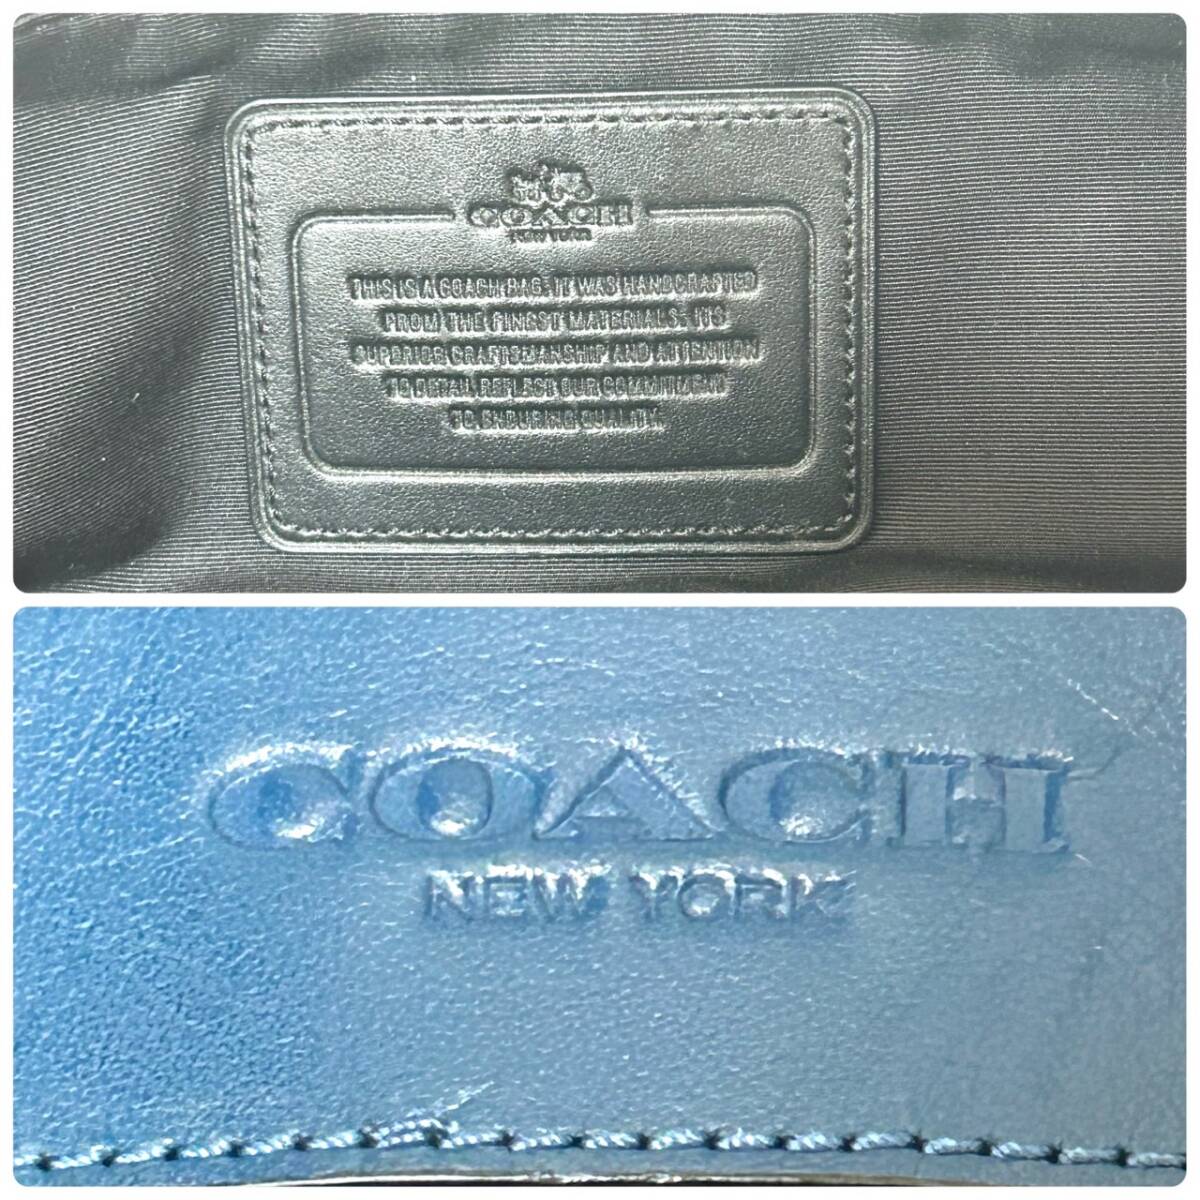 COACH
NEW YORK
THIS IS A COACH BAG. IT WAS HANDCRAFTED
FROM THE FINEST MATERIALS. ITS
SUPERIOR CRAFTSMANSHIP AND ATTENTION
TO DETAIL REFLECT OUR COMMITMENT
TO ENDURING QUALITY.
COACH
NEW YORK